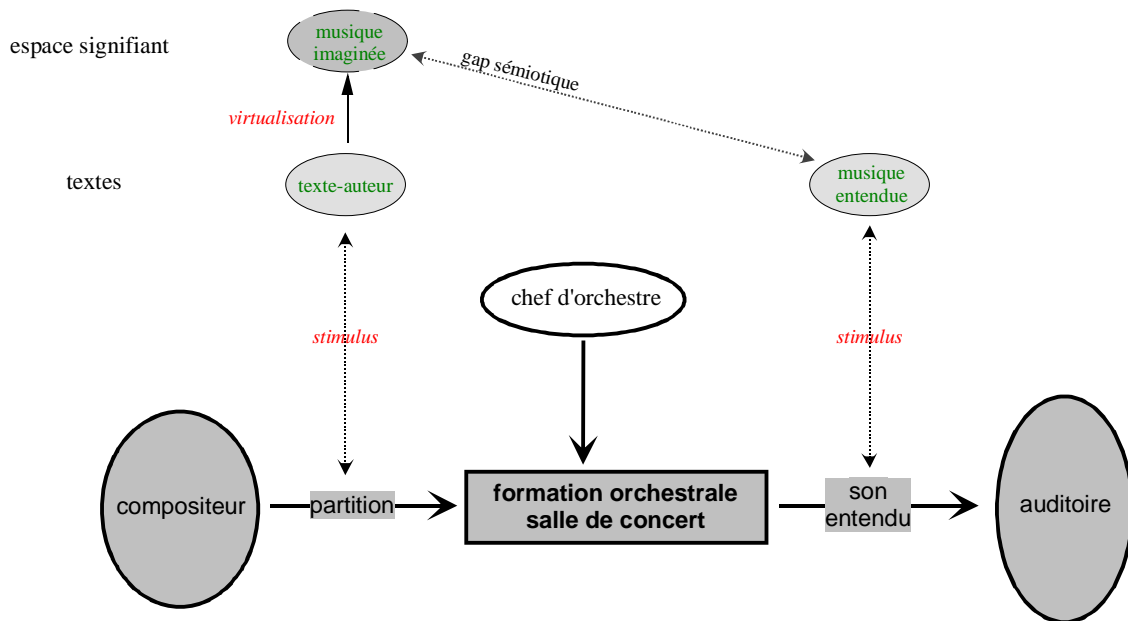 espace signifiant
musique
imaginée
gap sémiotique
virtualisation
textes
texte-auteur
musique
entendue
chef d'orchestre
stimulus
stimulus
compositeur
partition
formation orchestrale
salle de concert
son
entendu
auditoire